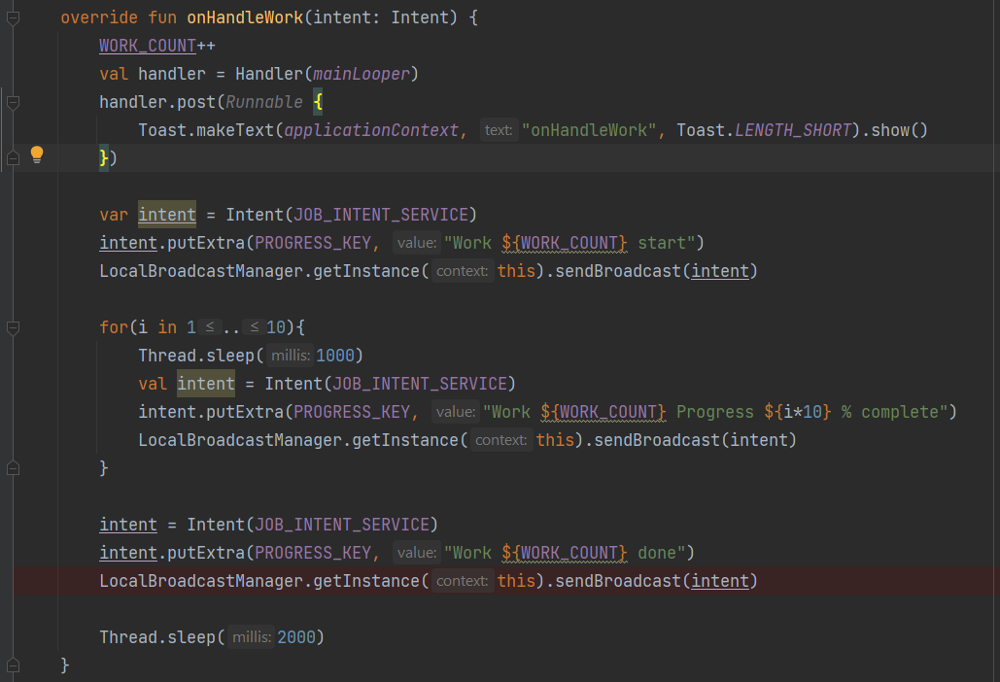 override fun onHandleWork(intent: Intent) {
WORK_COUNT++
val handler = Handler(mainLooper)
handler.post(Runnable {
Toast.makeText(applicationContext, text: "onHandleWork", Toast.LENGTH_SHORT).show()
})
var intent = Intent(JOB_INTENT_SERVICE)
intent.putExtra(PROGRESS_KEY, value: "Work ${WORK_COUNT} start")
LocalBroadcastManager.getInstance( context: this).sendBroadcast(intent)
for(i in 1 ≤ .. ≤ 10){
Thread.sleep( millis: 1000)
val intent = Intent(JOB_INTENT_SERVICE)
intent.putExtra(PROGRESS_KEY, value: "Work ${WORK_COUNT} Progress ${i*10} % complete")
LocalBroadcastManager.getInstance( context: this).sendBroadcast(intent)
}
intent = Intent(JOB_INTENT_SERVICE)
intent.putExtra(PROGRESS_KEY, value: "Work ${WORK_COUNT} done")
LocalBroadcastManager.getInstance( context: this).sendBroadcast(intent)
Thread.sleep( millis: 2000)
}